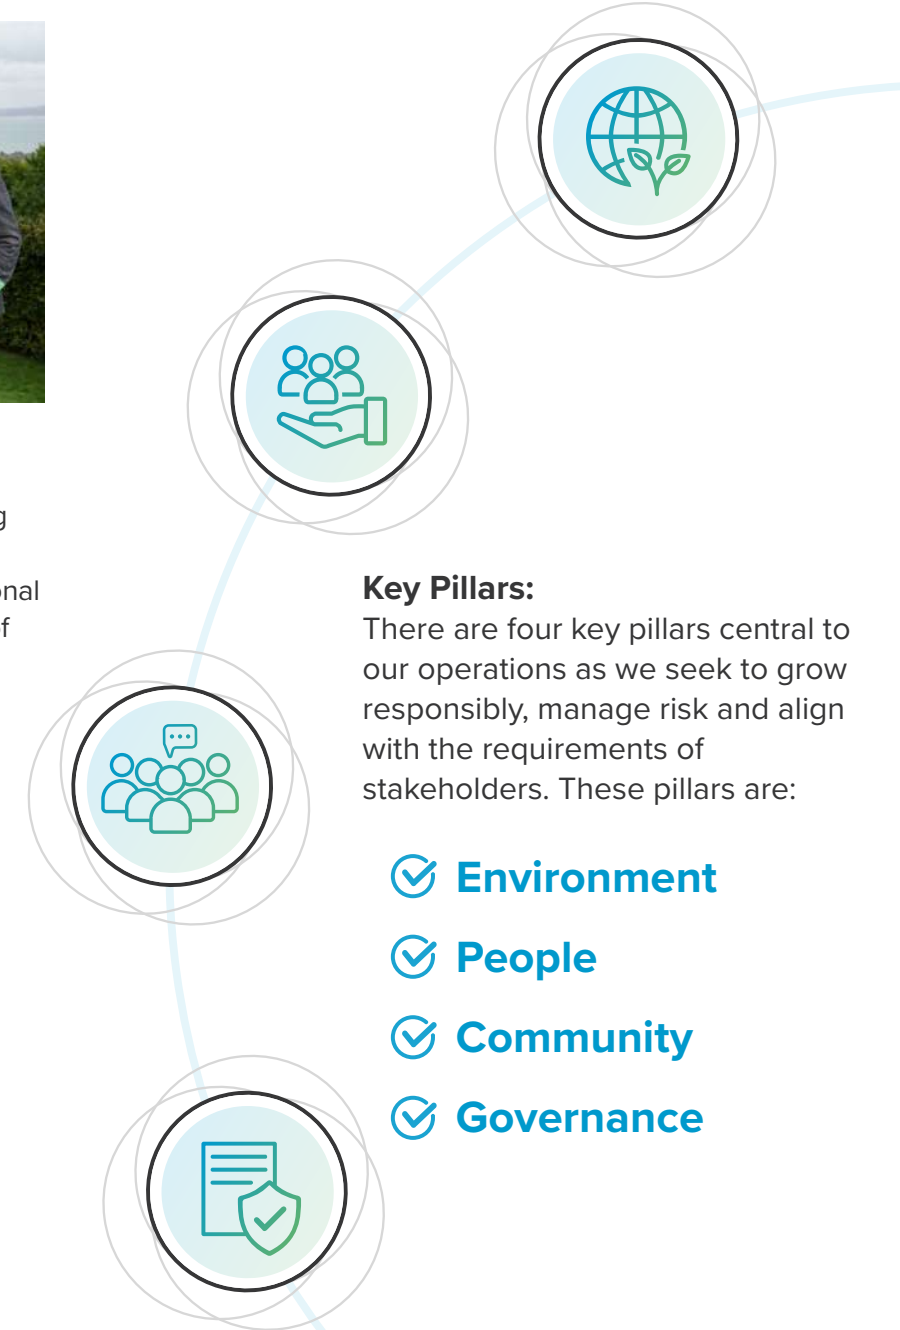 Key Pillars:
There are four key pillars central to
our operations as we seek to grow
responsibly, manage risk and align
with the requirements of
stakeholders. These pillars are:
Environment
People
Community
Governance